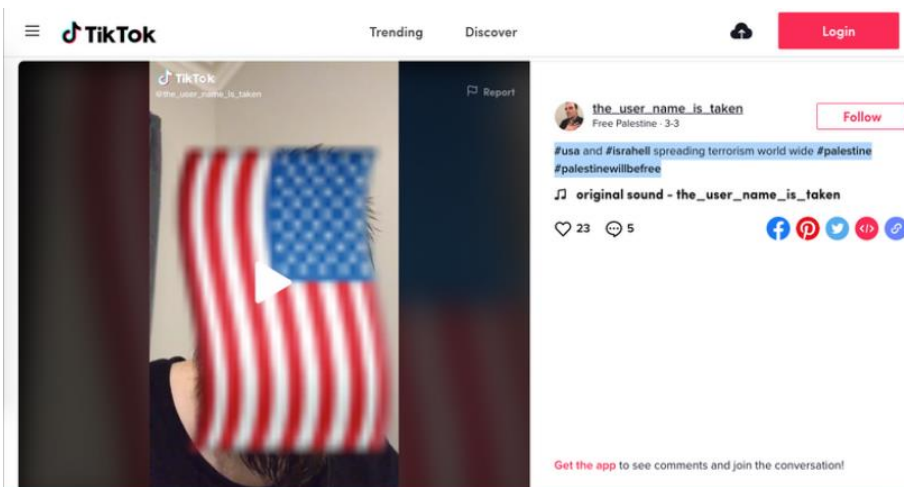 TikTok
Trending
Discover
Login
TikTok
@the_user_name_is_taken
Report
the_user_name_is_taken
Free Palestine · 3-3
Follow
#usa and #israhell spreading terrorism world wide #palestine
#palestinewillbefree
original sound - the_user_name_is_taken
23
5
Get the app to see comments and join the conversation!